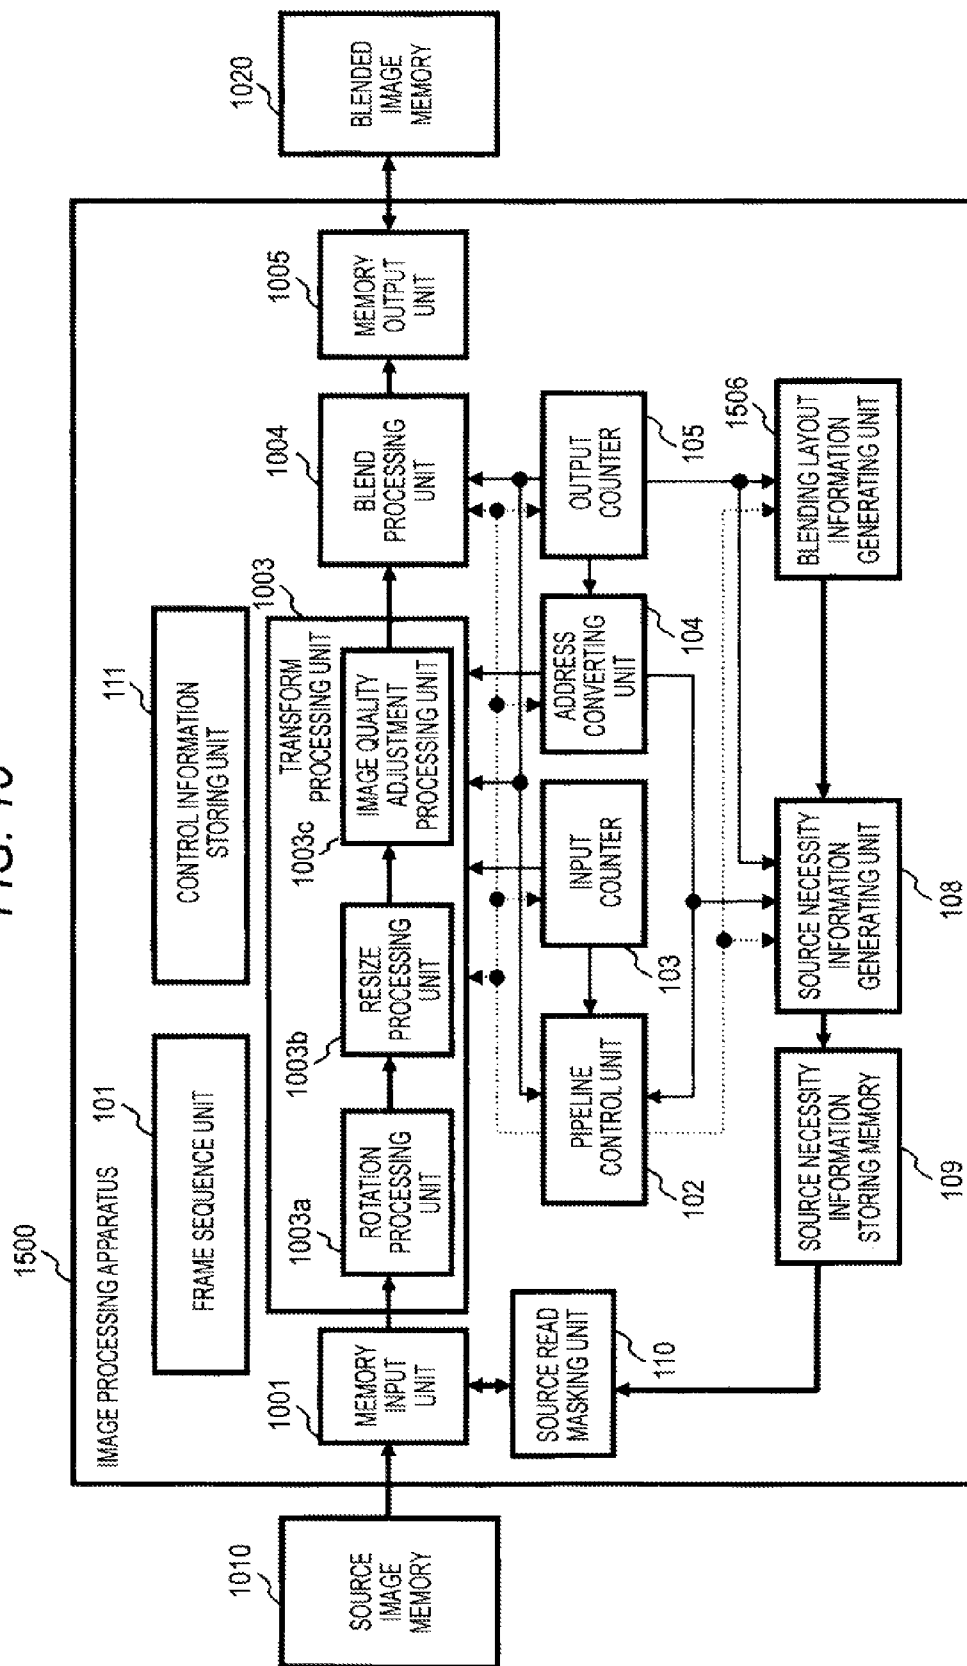 FIG.
1500
IMAGE PROCESSING APPARATUS
101
FRAME SEQUENCE UNIT
111
CONTROL INFORMATION
STORING UNIT
1010
SOURCE
IMAGE
MEMORY
1001
MEMORY
INPUT
UNIT
1003
TRANSFORM
PROCESSING UNIT
1003a
ROTATION
PROCESSING
UNIT
1003b
RESIZE
PROCESSING
UNIT
1003c
IMAGE QUALITY
ADJUSTMENT
PROCESSING UNIT
1004
BLEND
PROCESSING
UNIT
1005
MEMORY
OUTPUT
UNIT
1020
BLENDED
IMAGE
MEMORY
SOURCE READ
MASKING UNIT
110
PIPELINE
CONTROL UNIT
102
INPUT
COUNTER
103
ADDRESS
CONVERTING
UNIT
104
OUTPUT
COUNTER
105
SOURCE NECESSITY
INFORMATION
STORING MEMORY
109
SOURCE NECESSITY
INFORMATION
GENERATING UNIT
108
1506
BLENDING LAYOUT
INFORMATION
GENERATING UNIT